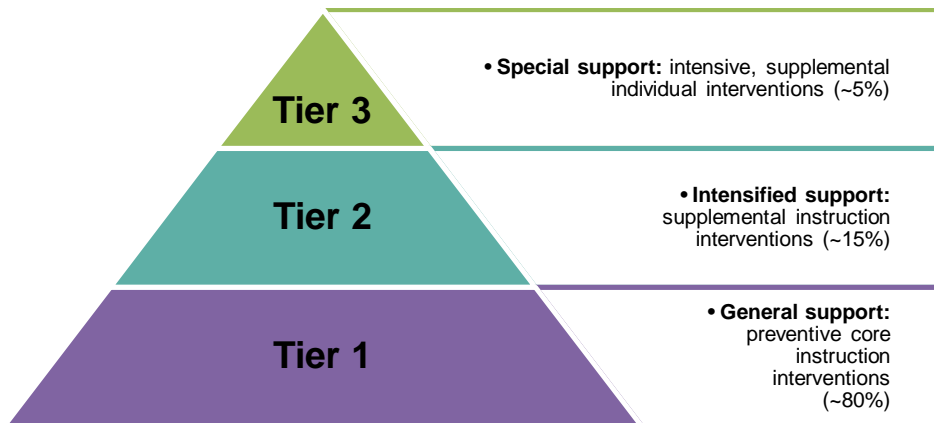 • Special support: intensive, supplemental
individual interventions (~5%)
Tier 3
• Intensified support:
supplemental instruction
interventions (~15%)
Tier 2
• General support:
preventive core
instruction
interventions
(~80%)
Tier 1